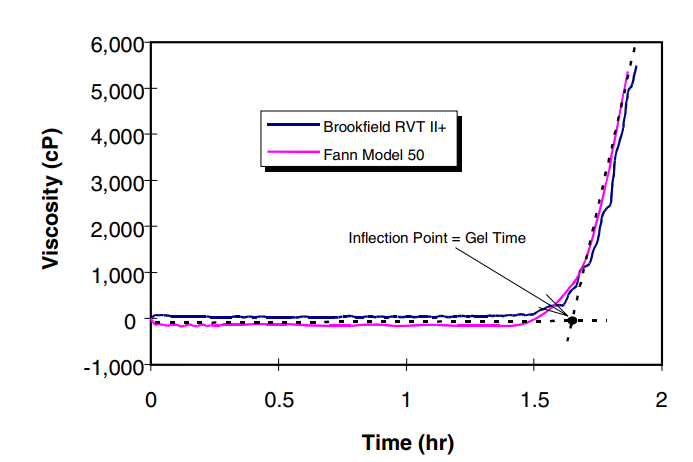 6,000
5,000
4,000
3,000
2,000
1,000
0
-1,000
Viscosity (cP)
Brookfield RVT II+
Fann Model 50
Inflection Point = Gel Time
0 0.5 1 1.5 2
Time (hr)